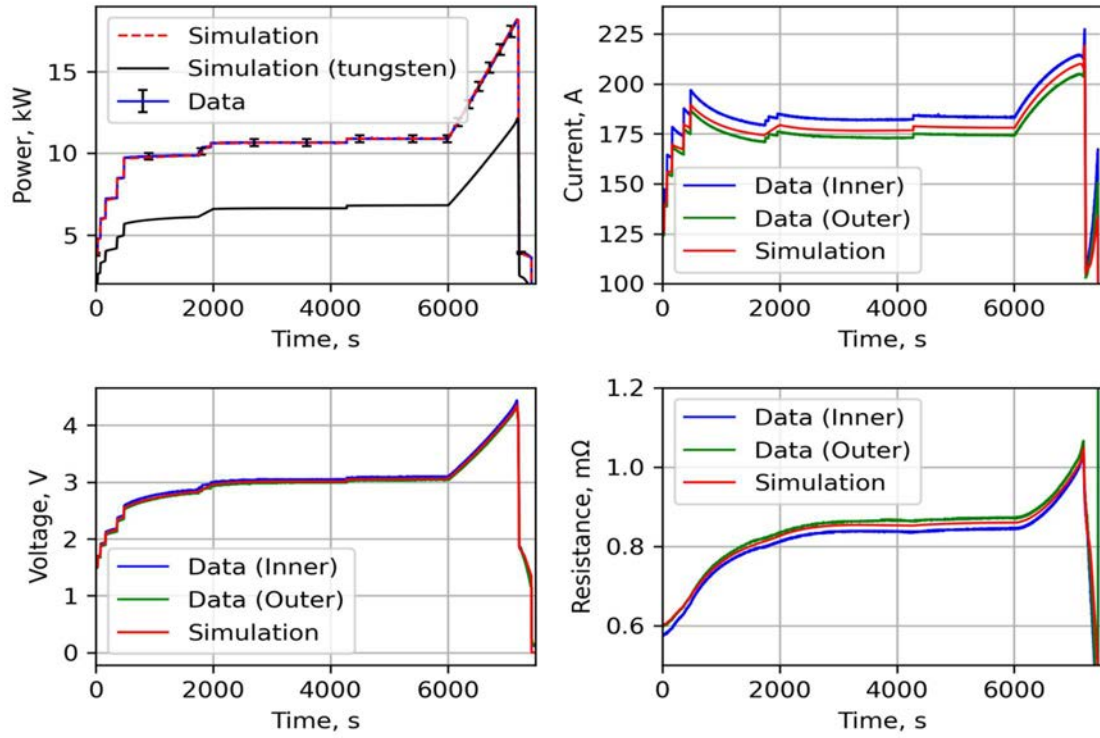 Power, kW
15
10
5
Simulation
Simulation (tungsten)
Data
0 2000 4000 6000
Time, s
Current, A
225
200
175
150
125
100
Data (Inner)
Data (Outer)
Simulation
0 2000 4000 6000
Time, s
Voltage, V
4
3
2
1
0
Data (Inner)
Data (Outer)
Simulation
0 2000 4000 6000
Time, s
Resistance, mΩ
1.2
1.0
0.8
0.6
Data (Inner)
Data (Outer)
Simulation
0 2000 4000 6000
Time, s